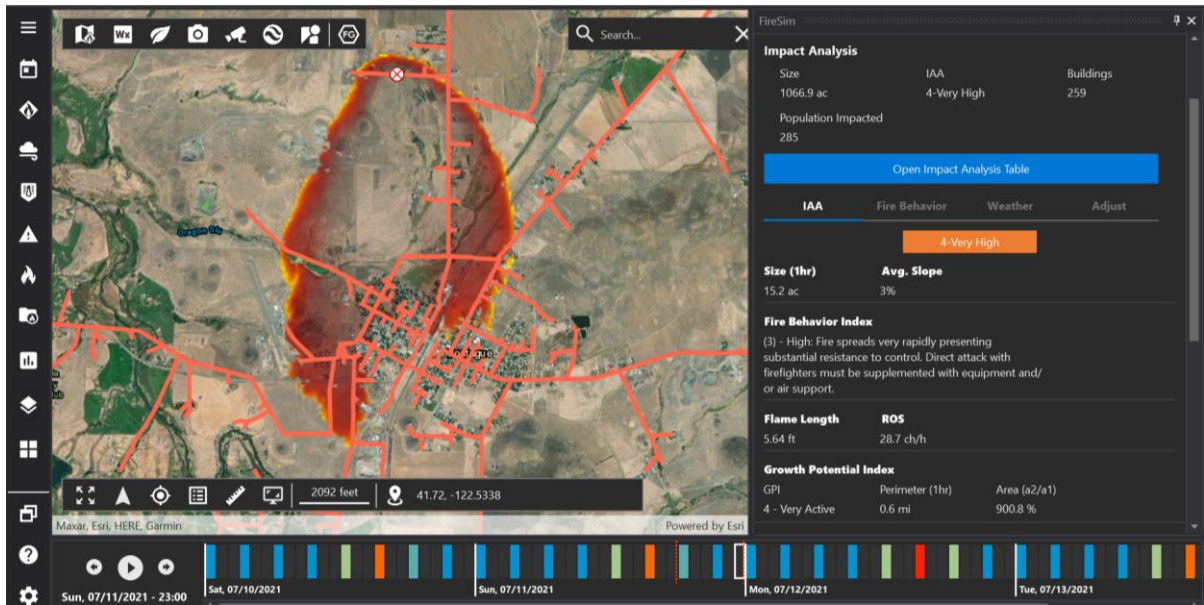 Wx
FG
Search...
Oregon Sl
2092 feet
41.72, -122.5338
Maxar, Esri, HERE, Garmin
Powered by Esri
FireSim
Impact Analysis
Size
IAA
Buildings
1066.9 ac
4-Very High
259
Population Impacted
285
Open Impact Analysis Table
IAA
Fire Behavior
Weather
Adjust
4-Very High
Size (1hr)
Avg. Slope
15.2 ac
3%
Fire Behavior Index
(3) - High: Fire spreads very rapidly presenting
substantial resistance to control. Direct attack with
firefighters must be supplemented with equipment and/
or air support.
Flame Length
ROS
5.64 ft
28.7 ch/h
Growth Potential Index
GPI
Perimeter (1hr)
Area (a2/a1)
4 - Very Active
0.6 mi
900.8 %
Sun, 07/11/2021 - 23:00
Sat, 07/10/2021
Sun, 07/11/2021
Mon, 07/12/2021
Tue, 07/13/2021